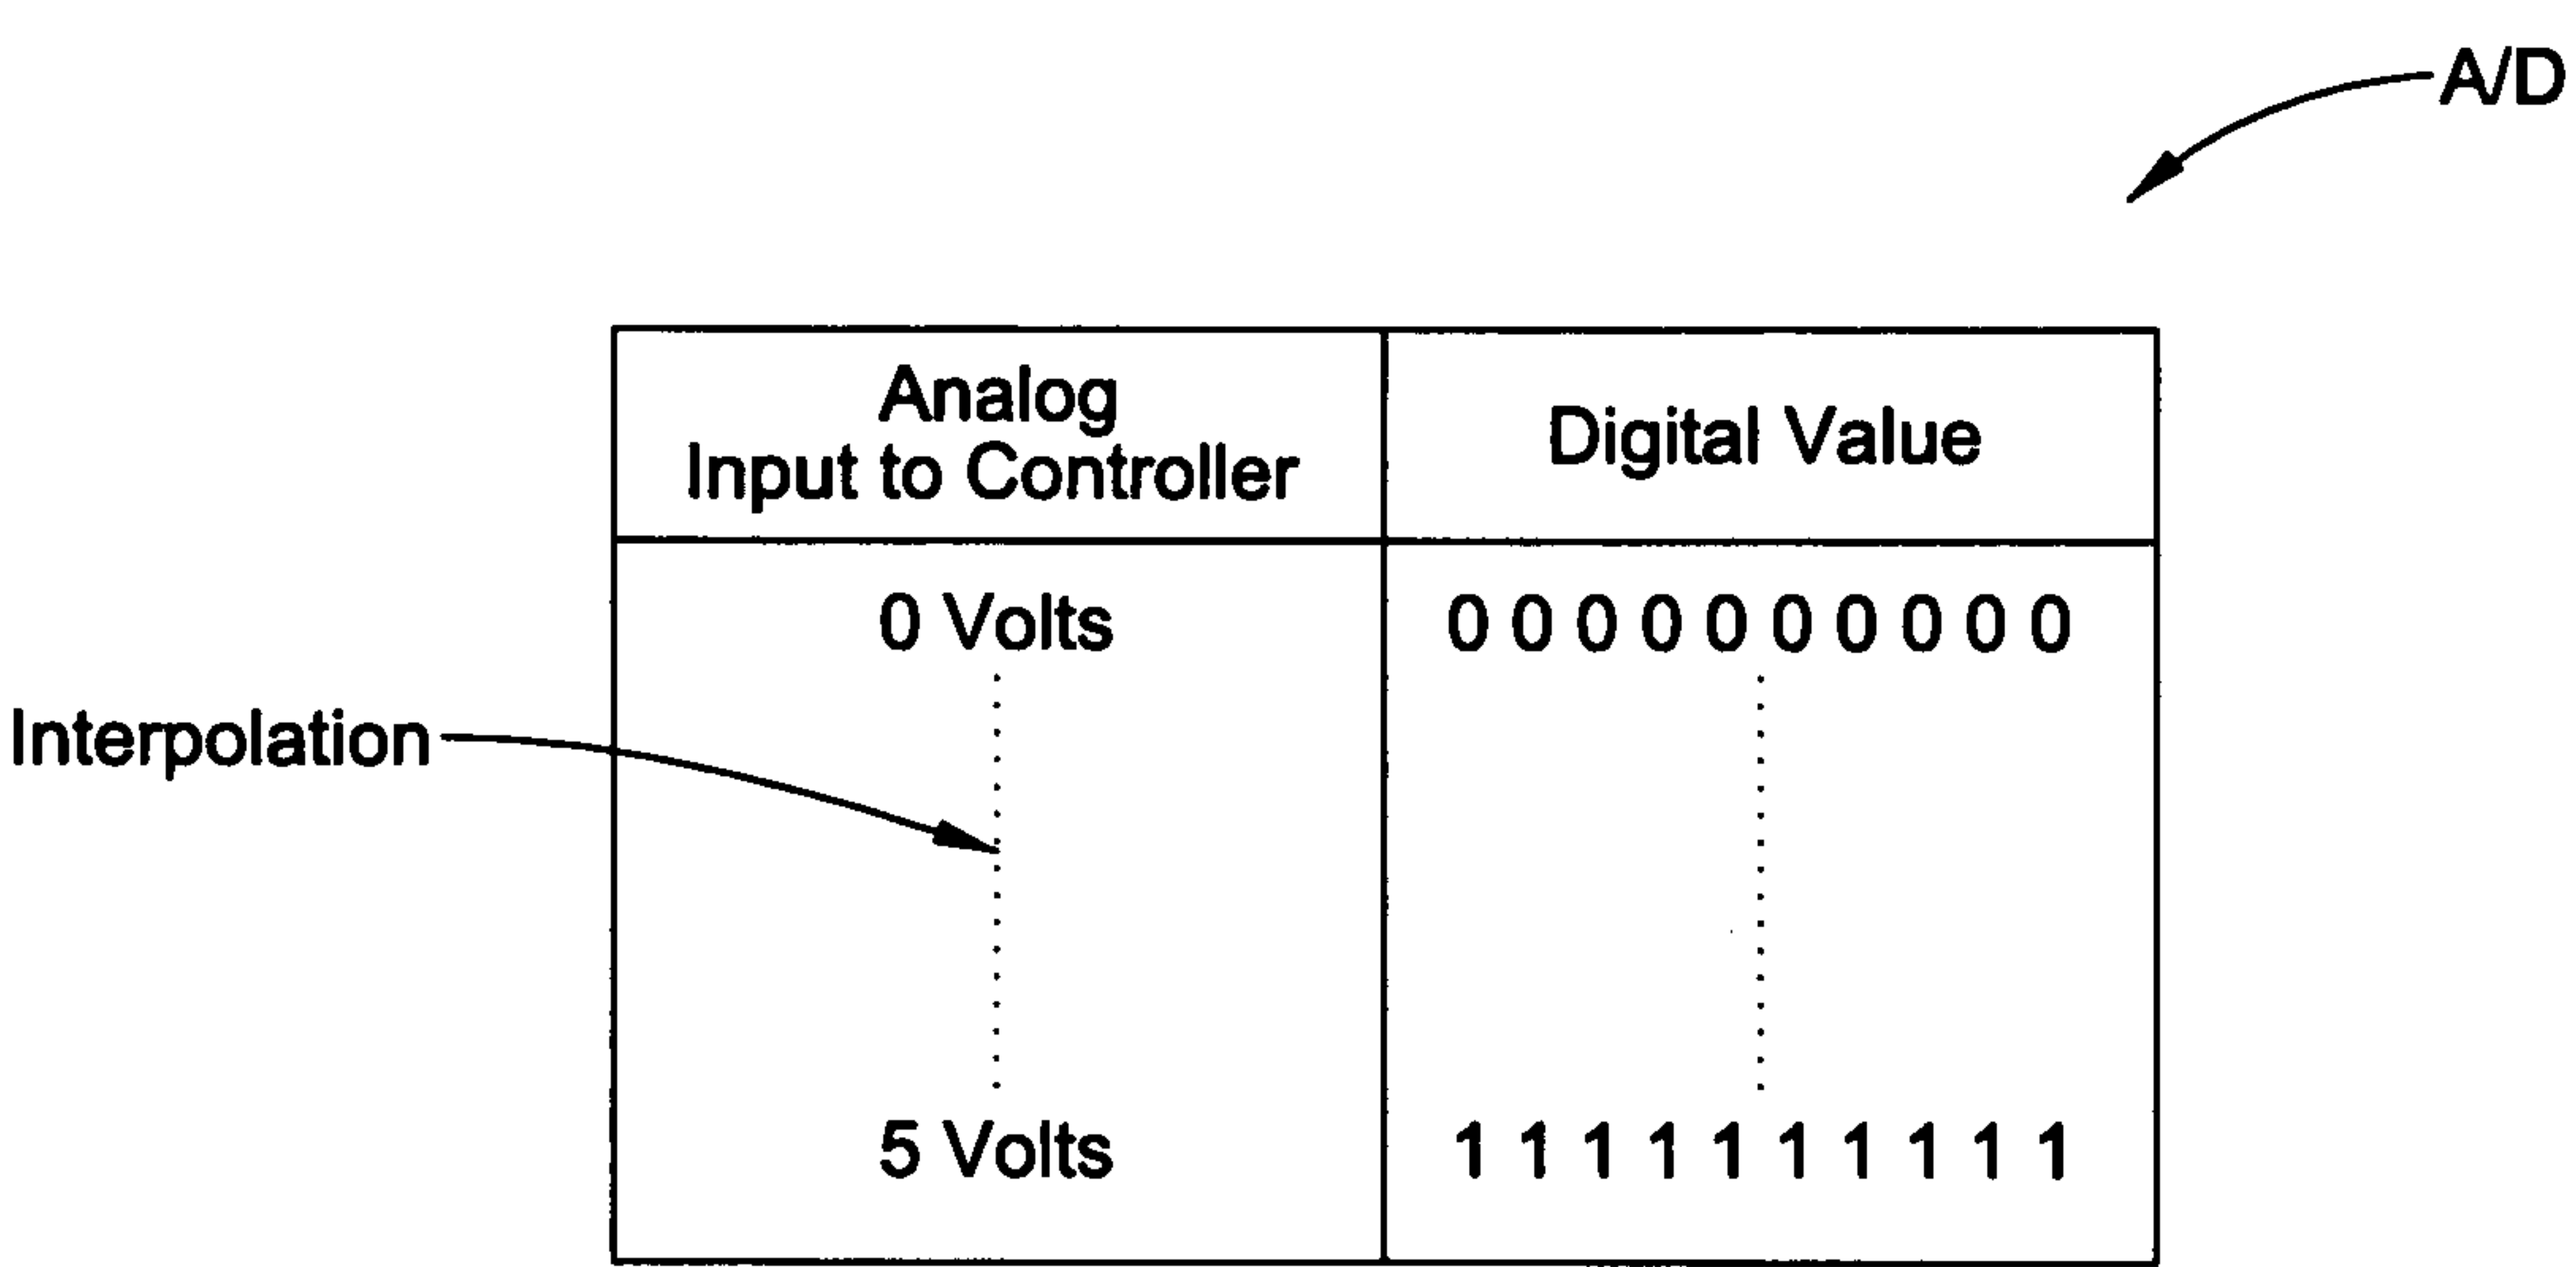 A/D
Analog
Input to Controller
Digital Value
0 Volts
0 0 0 0 0 0 0 0 0 0
Interpolation
5 Volts
1 1 1 1 1 1 1 1 1 1